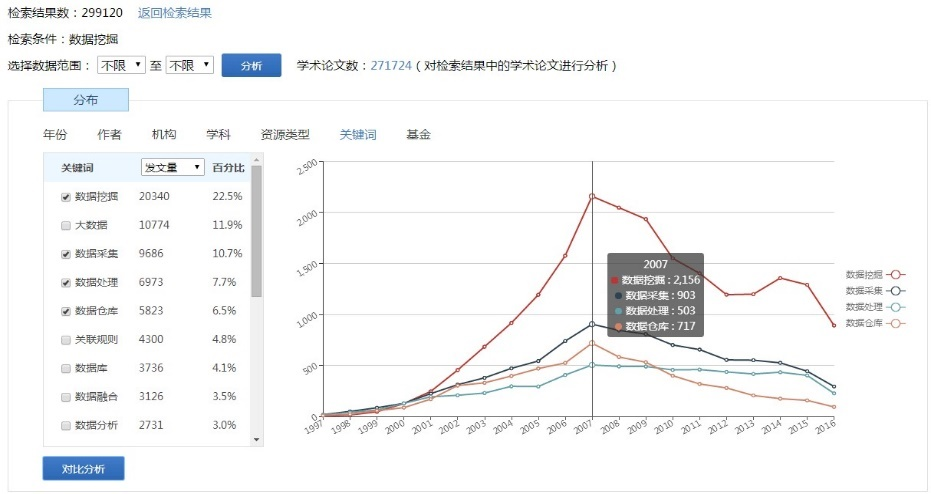 检索结果数：299120 返回检索结果
检索条件：数据挖掘
选择数据范围： 不限 至 不限 分析 学术论文数：271724（对检索结果中的学术论文进行分析）
分布
年份 作者 机构 学科 资源类型 关键词 基金
关键词 发文量 百分比
数据挖掘 20340 22.5%
大数据 10774 11.9%
数据采集 9686 10.7%
数据处理 6973 7.7%
数据仓库 5823 6.5%
关联规则 4300 4.8%
数据库 3736 4.1%
数据融合 3126 3.5%
数据分析 2731 3.0%
对比分析
2,500
2,000
1,500
1,000
500
0
1997 1998 1999 2000 2001 2002 2003 2004 2005 2006 2007 2008 2009 2010 2011 2012 2013 2014 2015 2016
2007
数据挖掘 : 2,156
数据采集 : 903
数据处理 : 503
数据仓库 : 717
数据挖掘
数据采集
数据处理
数据仓库